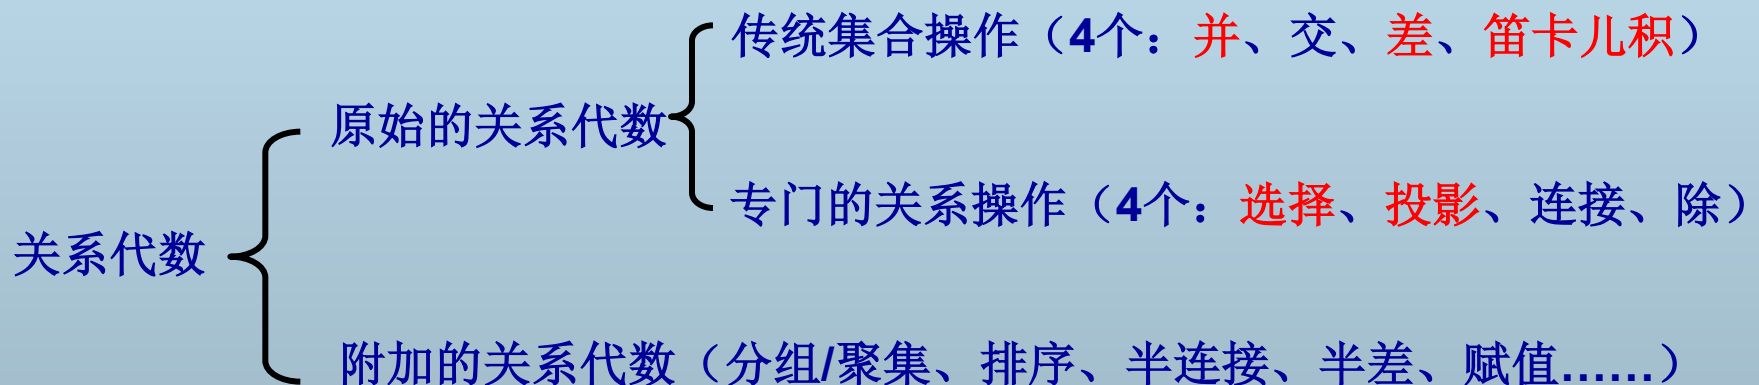 传统集合操作（4个：并、交、差、笛卡儿积）
原始的关系代数
专门的关系操作（4个：选择、投影、连接、除）
关系代数
附加的关系代数（分组/聚集、排序、半连接、半差、赋值......）